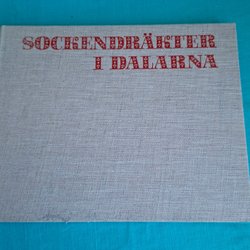 SOCKENDRÄKTER
I DALARNA